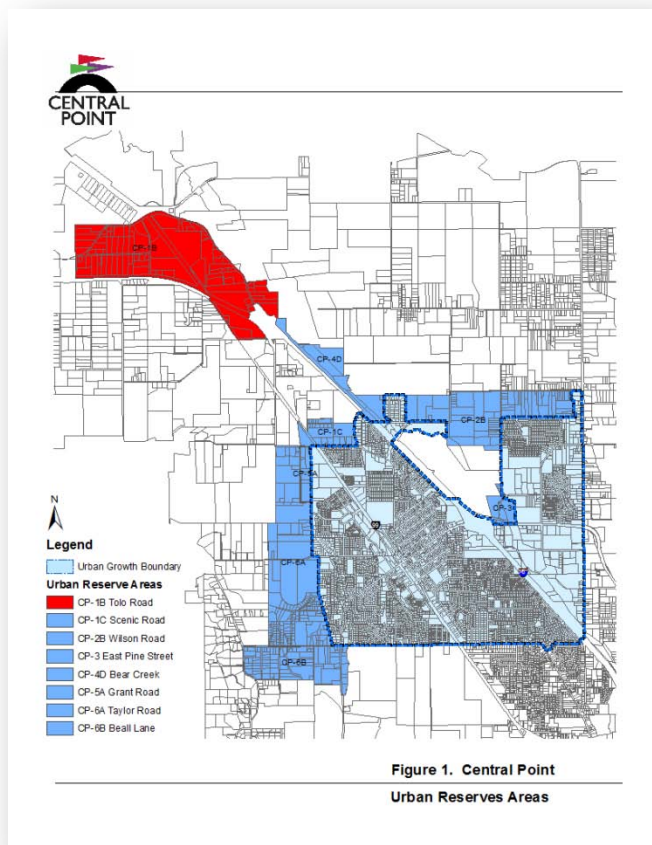 CENTRAL
POINT
CP-1B
CP-4D
CP-2B
CP-1C
CP-5A
CP-3
CP-6A
CP-6B
N
Legend
Urban Growth Boundary
Urban Reserve Areas
CP-1B Tolo Road
CP-1C Scenic Road
CP-2B Wilson Road
CP-3 East Pine Street
CP-4D Bear Creek
CP-5A Grant Road
CP-6A Taylor Road
CP-6B Beall Lane
Figure 1. Central Point
Urban Reserves Areas